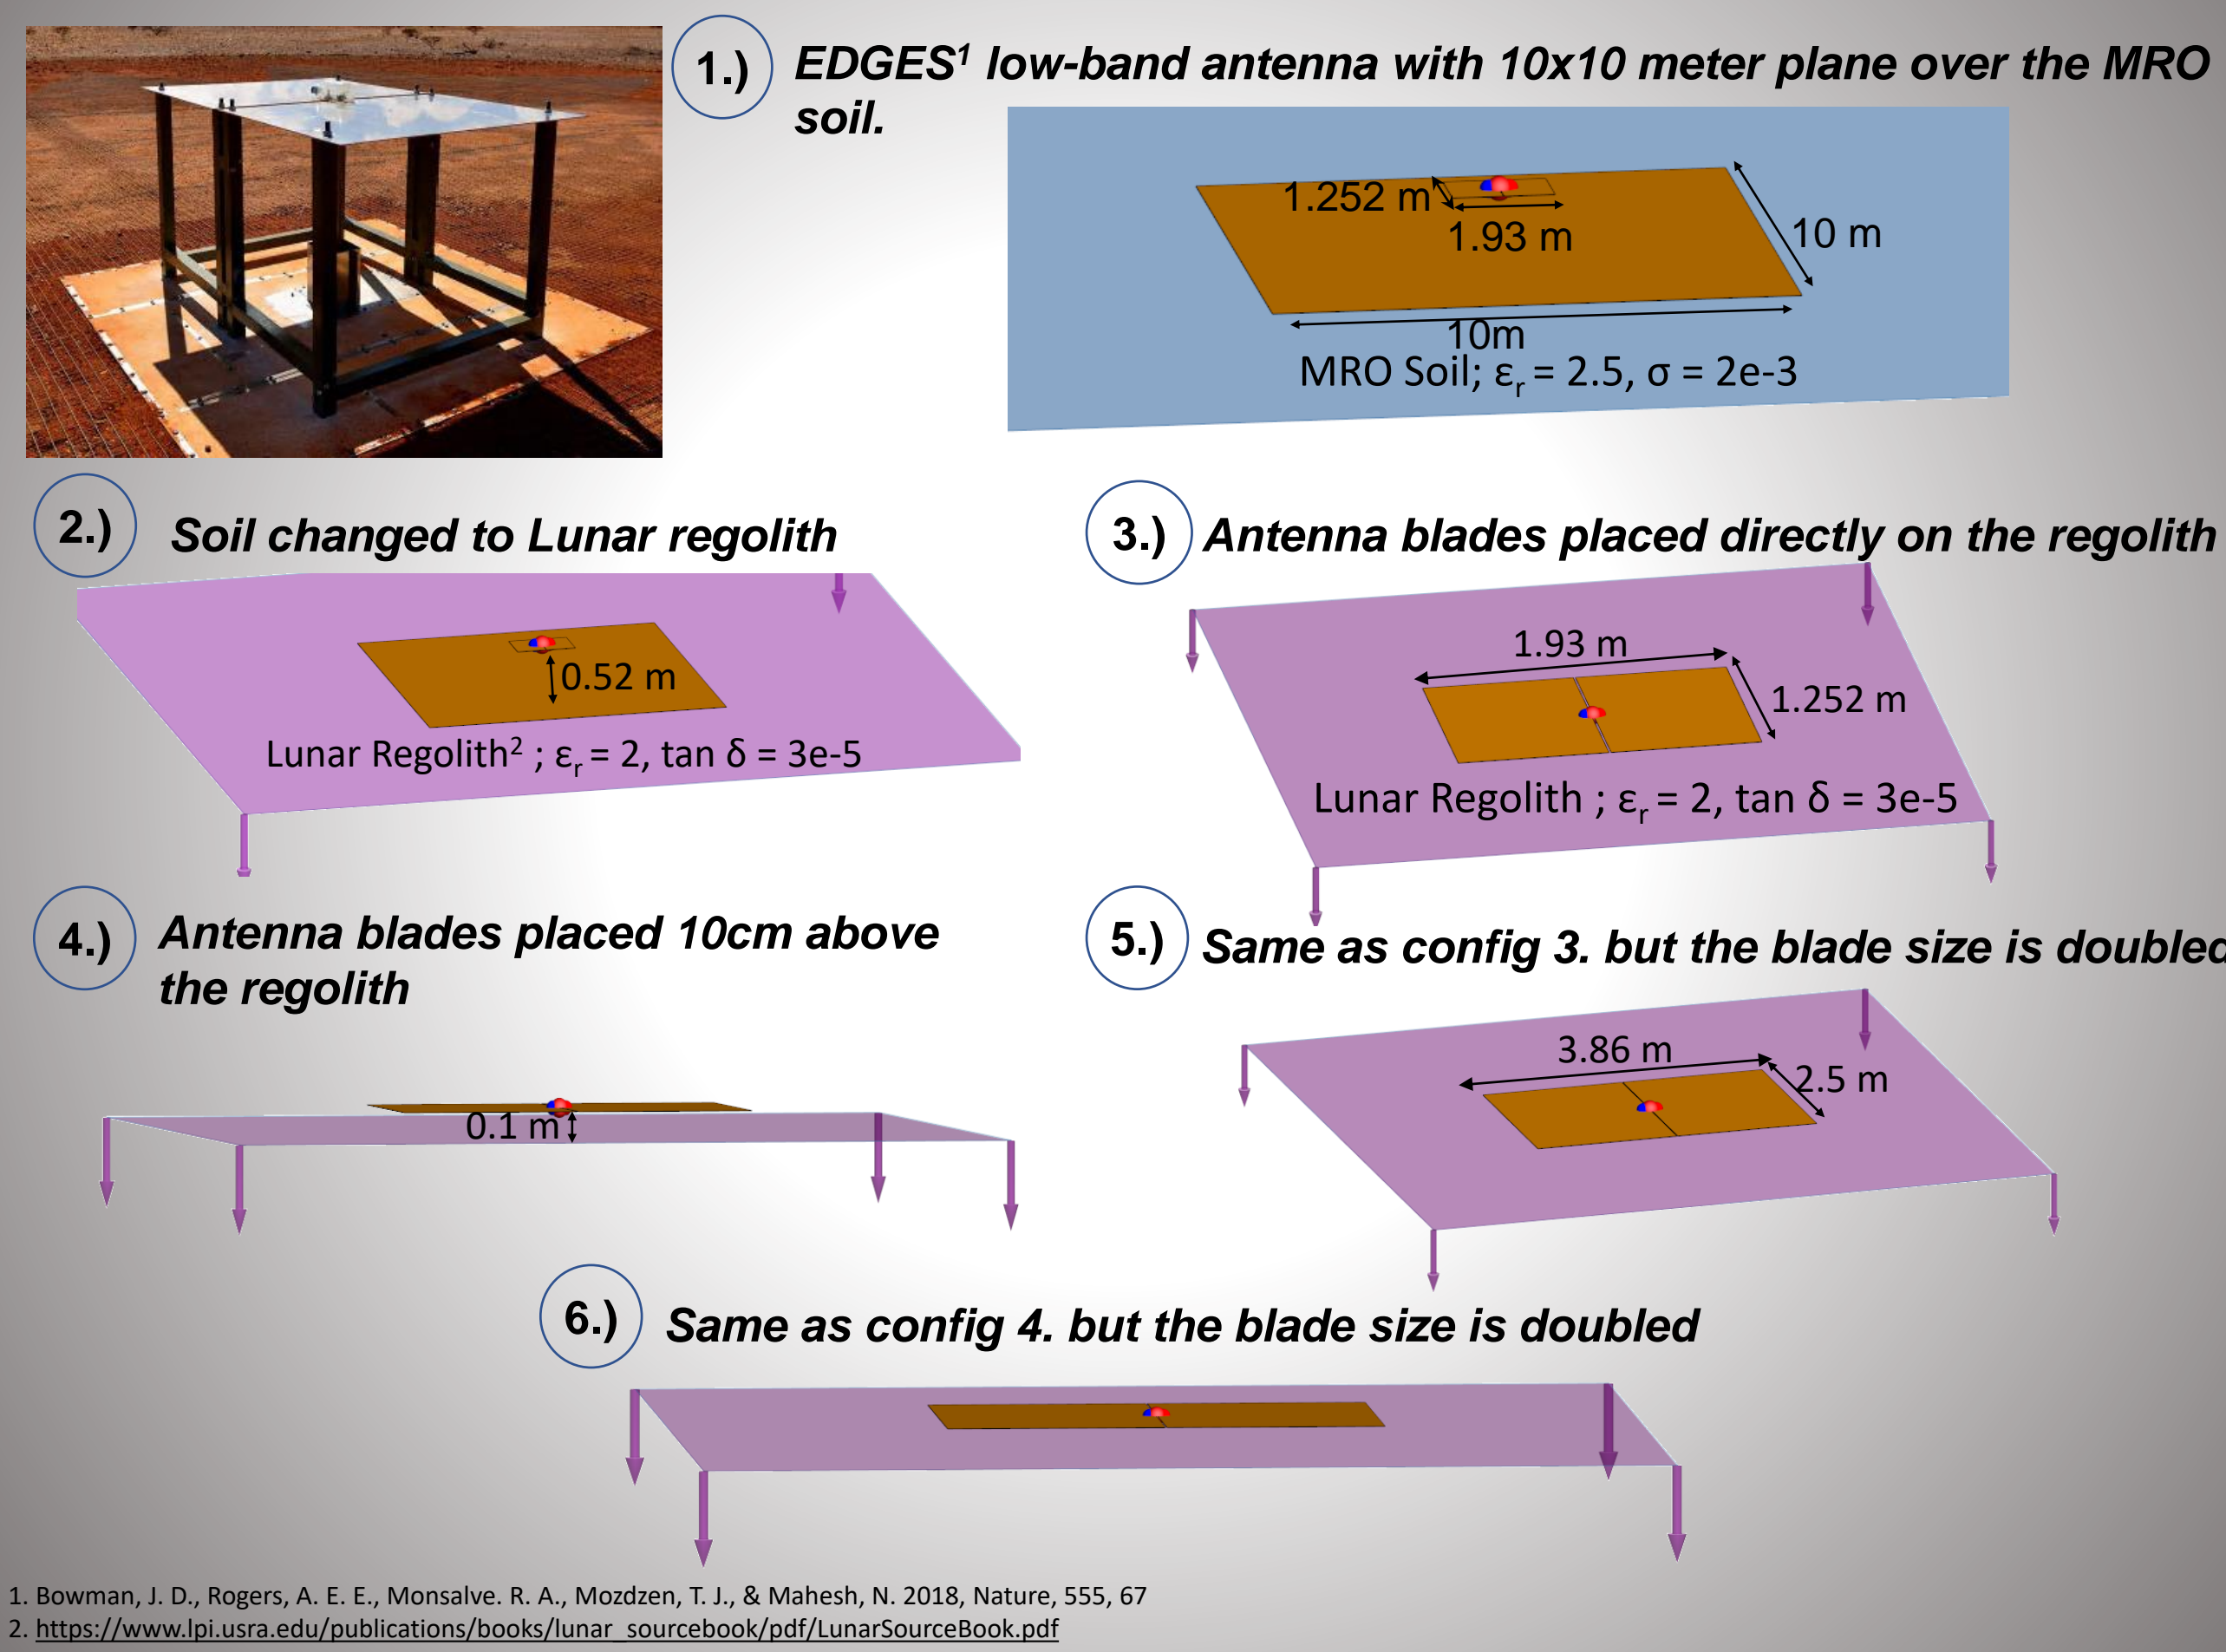 1.) EDGES¹ low-band antenna with 10x10 meter plane over the MRO
soil.
1.252 m
1.93 m
10 m
10m
MRO Soil; εᵣ = 2.5, σ = 2e-3
2.) Soil changed to Lunar regolith
0.52 m
Lunar Regolith² ; εᵣ = 2, tan δ = 3e-5
3.) Antenna blades placed directly on the regolith
1.93 m
1.252 m
Lunar Regolith ; εᵣ = 2, tan δ = 3e-5
4.) Antenna blades placed 10cm above
the regolith
0.1 m
5.) Same as config 3. but the blade size is doubled
3.86 m
2.5 m
6.) Same as config 4. but the blade size is doubled
1. Bowman, J. D., Rogers, A. E. E., Monsalve. R. A., Mozdzen, T. J., & Mahesh, N. 2018, Nature, 555, 67
2. https://www.lpi.usra.edu/publications/books/lunar_sourcebook/pdf/LunarSourceBook.pdf